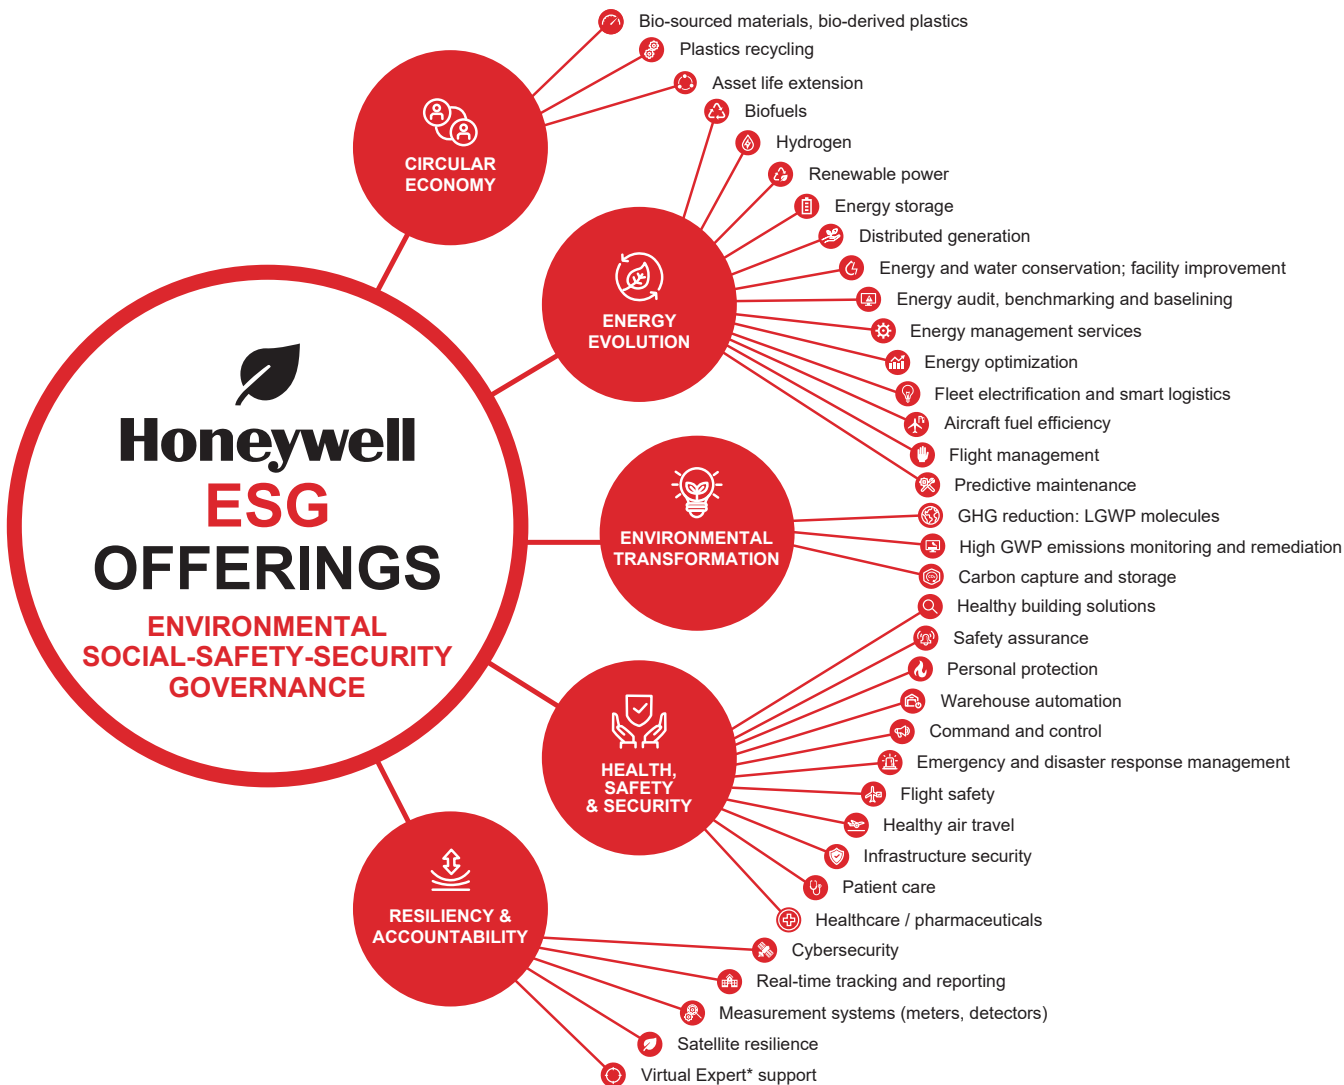 Honeywell
ESG
OFFERINGS
ENVIRONMENTAL
SOCIAL-SAFETY-SECURITY
GOVERNANCE
CIRCULAR
ECONOMY
Bio-sourced materials, bio-derived plastics
Plastics recycling
Asset life extension
ENERGY
EVOLUTION
Biofuels
Hydrogen
Renewable power
Energy storage
Distributed generation
Energy and water conservation; facility improvement
Energy audit, benchmarking and baselining
Energy management services
Energy optimization
Fleet electrification and smart logistics
Aircraft fuel efficiency
Flight management
Predictive maintenance
ENVIRONMENTAL
TRANSFORMATION
GHG reduction: LGWP molecules
High GWP emissions monitoring and remediation
Carbon capture and storage
HEALTH,
SAFETY
& SECURITY
Healthy building solutions
Safety assurance
Personal protection
Warehouse automation
Command and control
Emergency and disaster response management
Flight safety
Healthy air travel
Infrastructure security
Patient care
Healthcare / pharmaceuticals
RESILIENCY &
ACCOUNTABILITY
Cybersecurity
Real-time tracking and reporting
Measurement systems (meters, detectors)
Satellite resilience
Virtual Expert* support